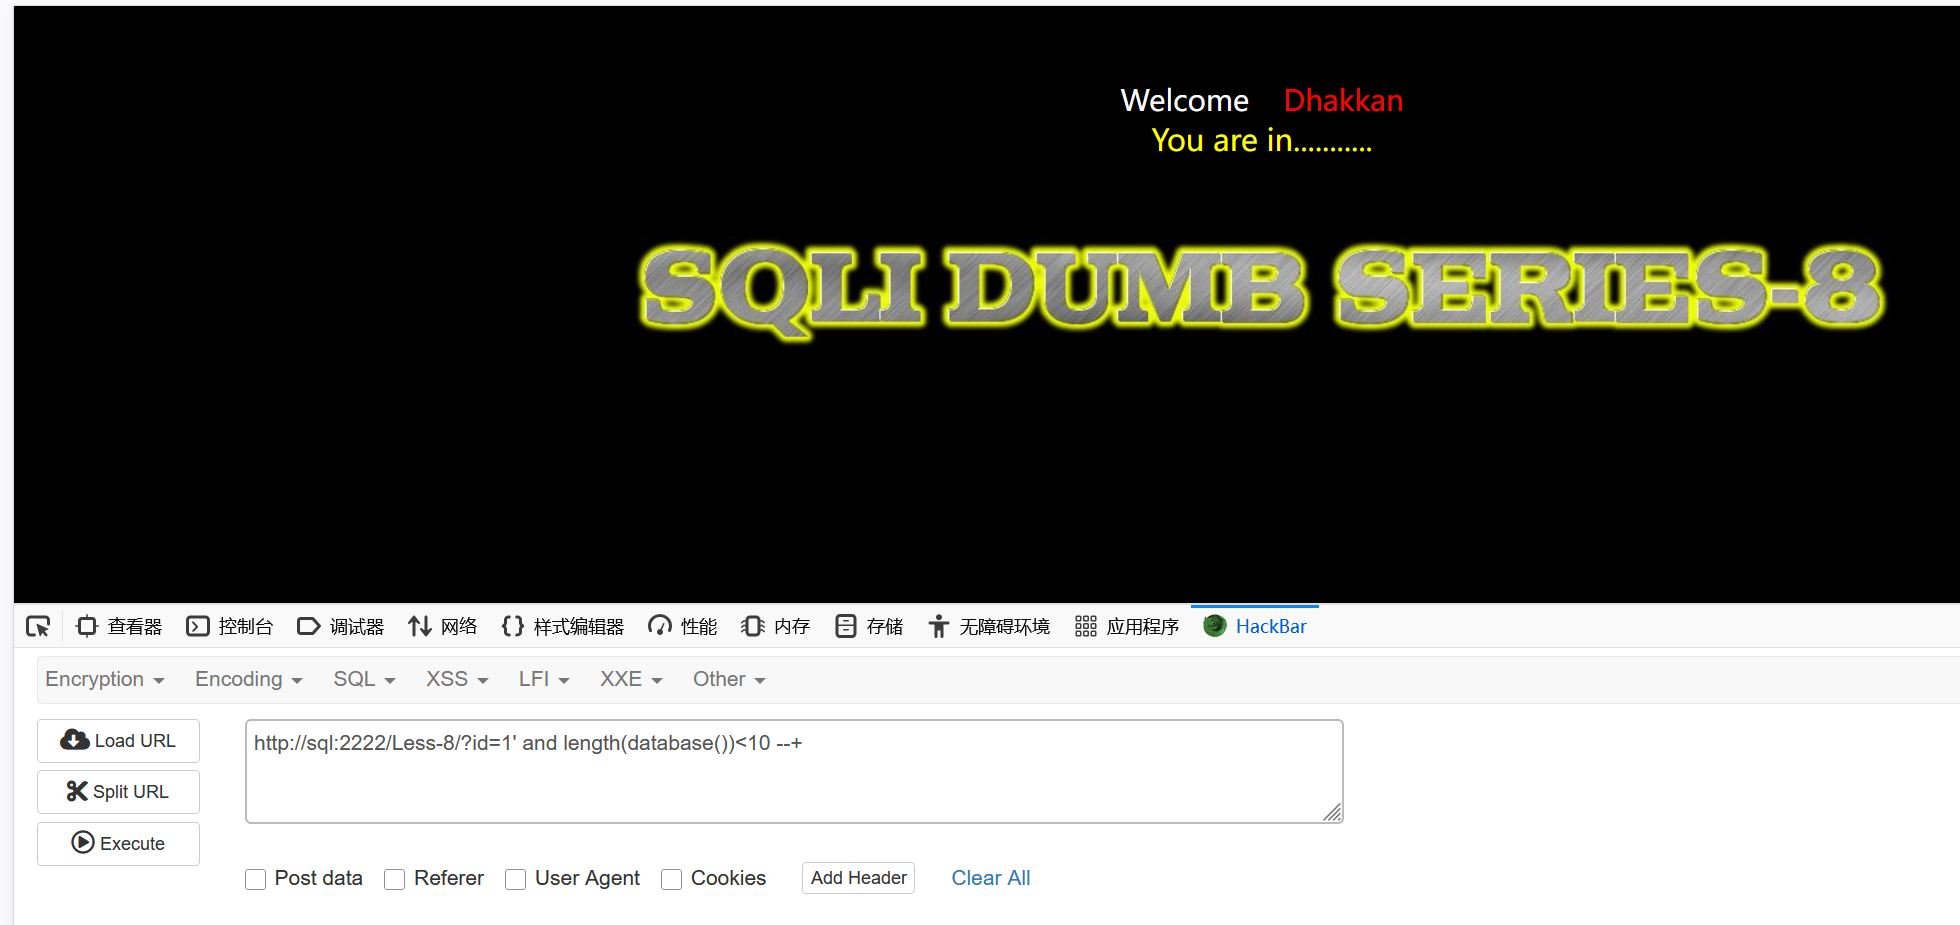 Welcome Dhakkan
You are in...........
SQLI DUMB SERIES-8
查看器 控制台 调试器 网络 样式编辑器 性能 内存 存储 无障碍环境 应用程序 HackBar
Encryption Encoding SQL XSS LFI XXE Other
Load URL
http://sql:2222/Less-8/?id=1' and length(database())<10 --+
Split URL
Execute
Post data Referer User Agent Cookies Add Header Clear All